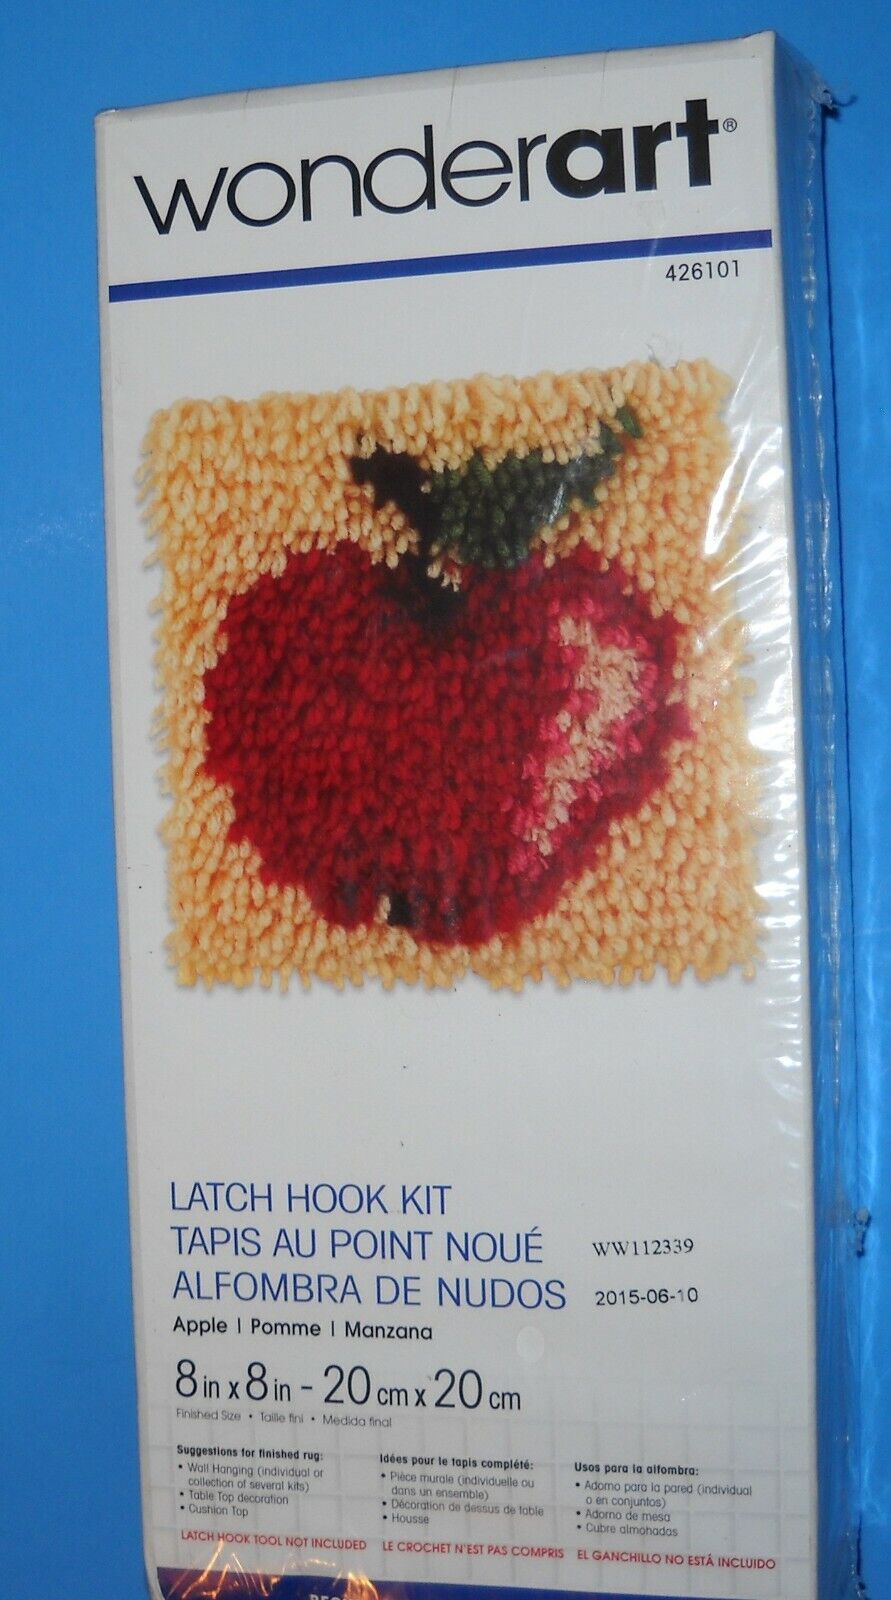 wonderart®
426101
LATCH HOOK KIT
TAPIS AU POINT NOUÉ
ALFOMBRA DE NUDOS
WW112339
2015-06-10
Apple | Pomme | Manzana
8 in x 8 in - 20 cm x 20 cm
Finished Size • Taille fini • Medida final
Suggestions for finished rug:
• Wall Hanging (individual or
collection of several kits)
• Table Top decoration
• Cushion Top
Idées pour le tapis complété:
• Pièce murale (individuelle ou
dans un ensemble)
• Décoration de dessus de table
• Housse
Usos para la alfombra:
• Adorno para la pared (individual
o en conjuntos)
• Adorno de mesa
• Cubre almohadas
LATCH HOOK TOOL NOT INCLUDED LE CROCHET N'EST PAS COMPRIS EL GANCHILLO NO ESTÁ INCLUIDO